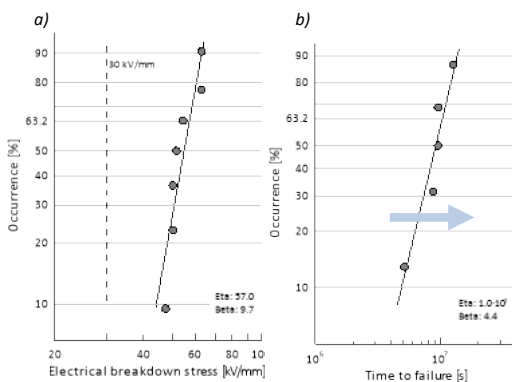 a)
b)
90
80
63.2
50
40
30
20
10
30 kV/mm
Occurrence [%]
Eta: 57.0
Beta: 9.7
20 40 60 80 10
Electrical breakdown stress [kV/mm]
90
80
63.2
50
40
30
20
10
Occurrence [%]
Eta: 1.0·10⁷
Beta: 4.4
10⁶ 10⁷
Time to failure [s]